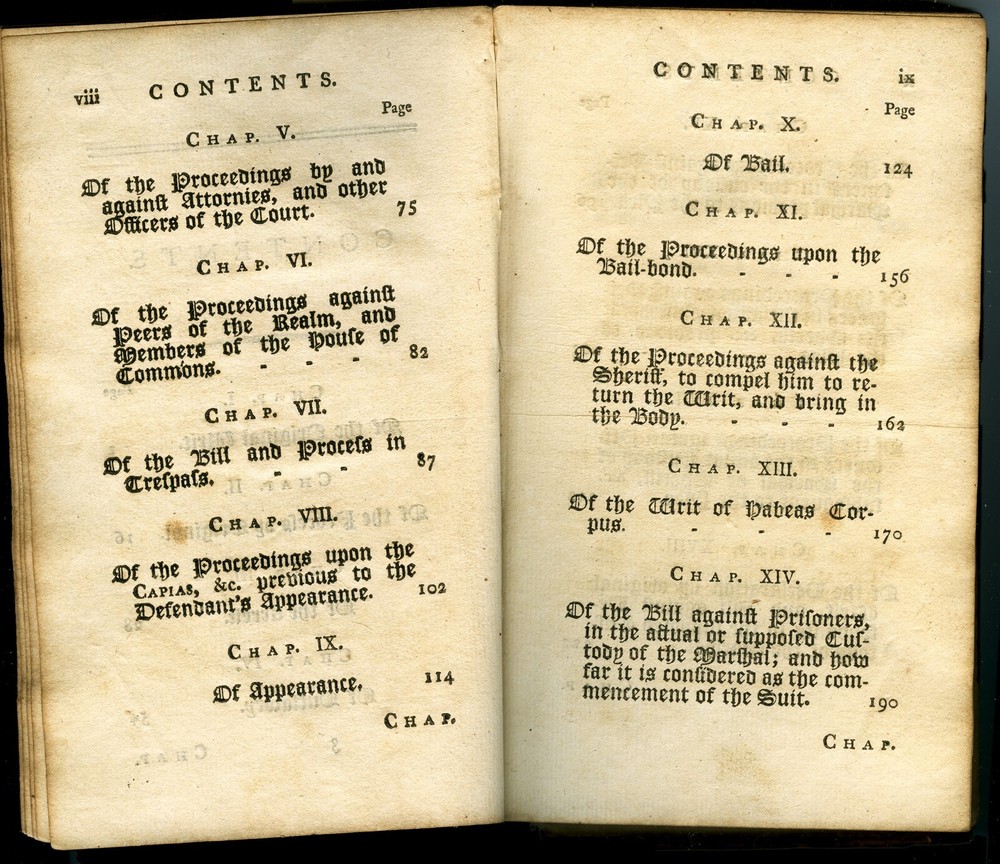 viii CONTENTS.
Page
CHAP. V.
Of the Proceedings by and
againſt Attornies, and other
Officers of the Court. 75
CHAP. VI.
Of the Proceedings againſt
Peers of the Realm, and
Members of the Houſe of
Commons. - - - 82
CHAP. VII.
Of the Bill and Proceſs in
Treſpaſs. - - 87
CHAP. VIII.
Of the Proceedings upon the
CAPIAS, &c. previous to the
Defendant's Appearance. 102
CHAP. IX.
Of Appearance. 114
CHAP.
CONTENTS. ix
Page
CHAP. X.
Of Bail. 124
CHAP. XI.
Of the Proceedings upon the
Bail-bond. - - - 156
CHAP. XII.
Of the Proceedings againſt the
Sheriff, to compel him to re-
turn the Writ, and bring in
the Body. - - - 162
CHAP. XIII.
Of the Writ of Habeas Cor-
pus. - - - - 170
CHAP. XIV.
Of the Bill againſt Priſoners,
in the actual or ſuppoſed Cuſ-
tody of the Marſhal; and how
far it is conſidered as the com-
mencement of the Suit. 190
CHAP.